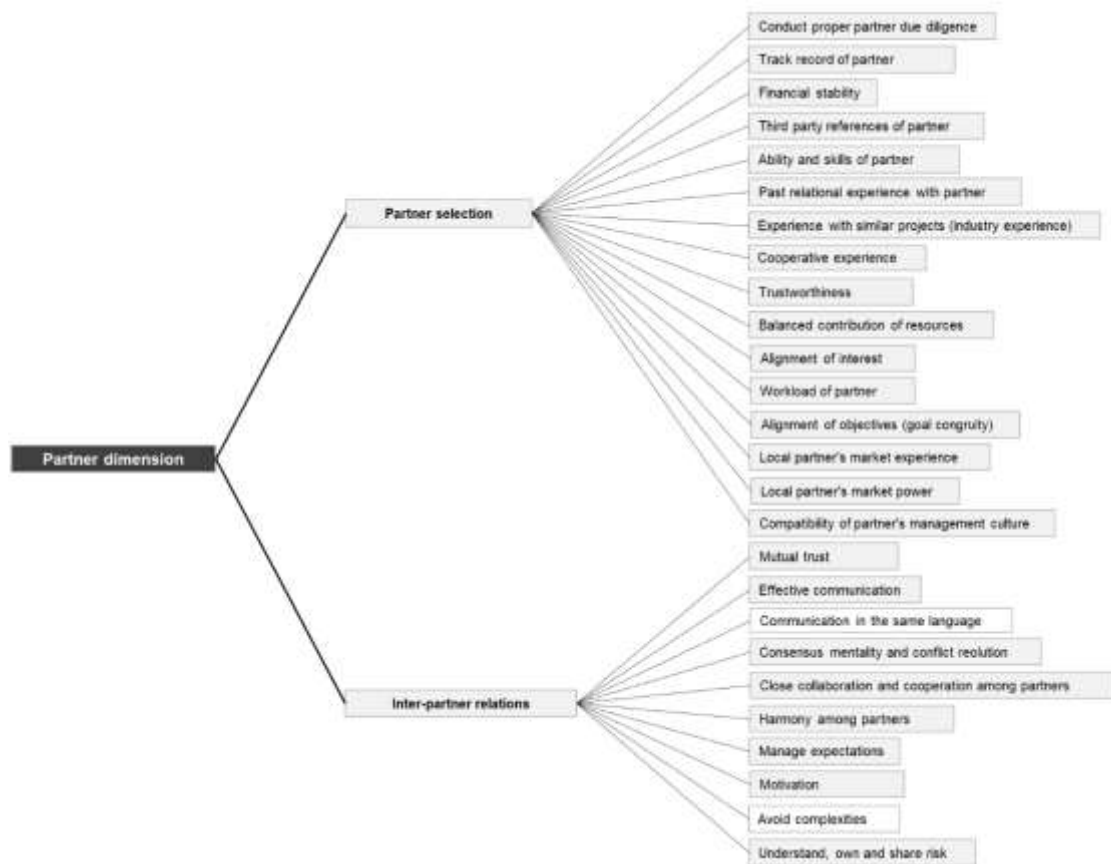 Conduct proper partner due diligence
Track record of partner
Financial stability
Third party references of partner
Ability and skills of partner
Past relational experience with partner
Partner selection
Experience with similar projects (industry experience)
Cooperative experience
Trustworthiness
Balanced contribution of resources
Alignment of interest
Workload of partner
Alignment of objectives (goal congruity)
Partner dimension
Local partner's market experience
Local partner's market power
Compatibility of partner's management culture
Mutual trust
Effective communication
Communication in the same language
Consensus mentality and conflict reolution
Close collaboration and cooperation among partners
Inter-partner relations
Harmony among partners
Manage expectations
Motivation
Avoid complexities
Understand, own and share risk